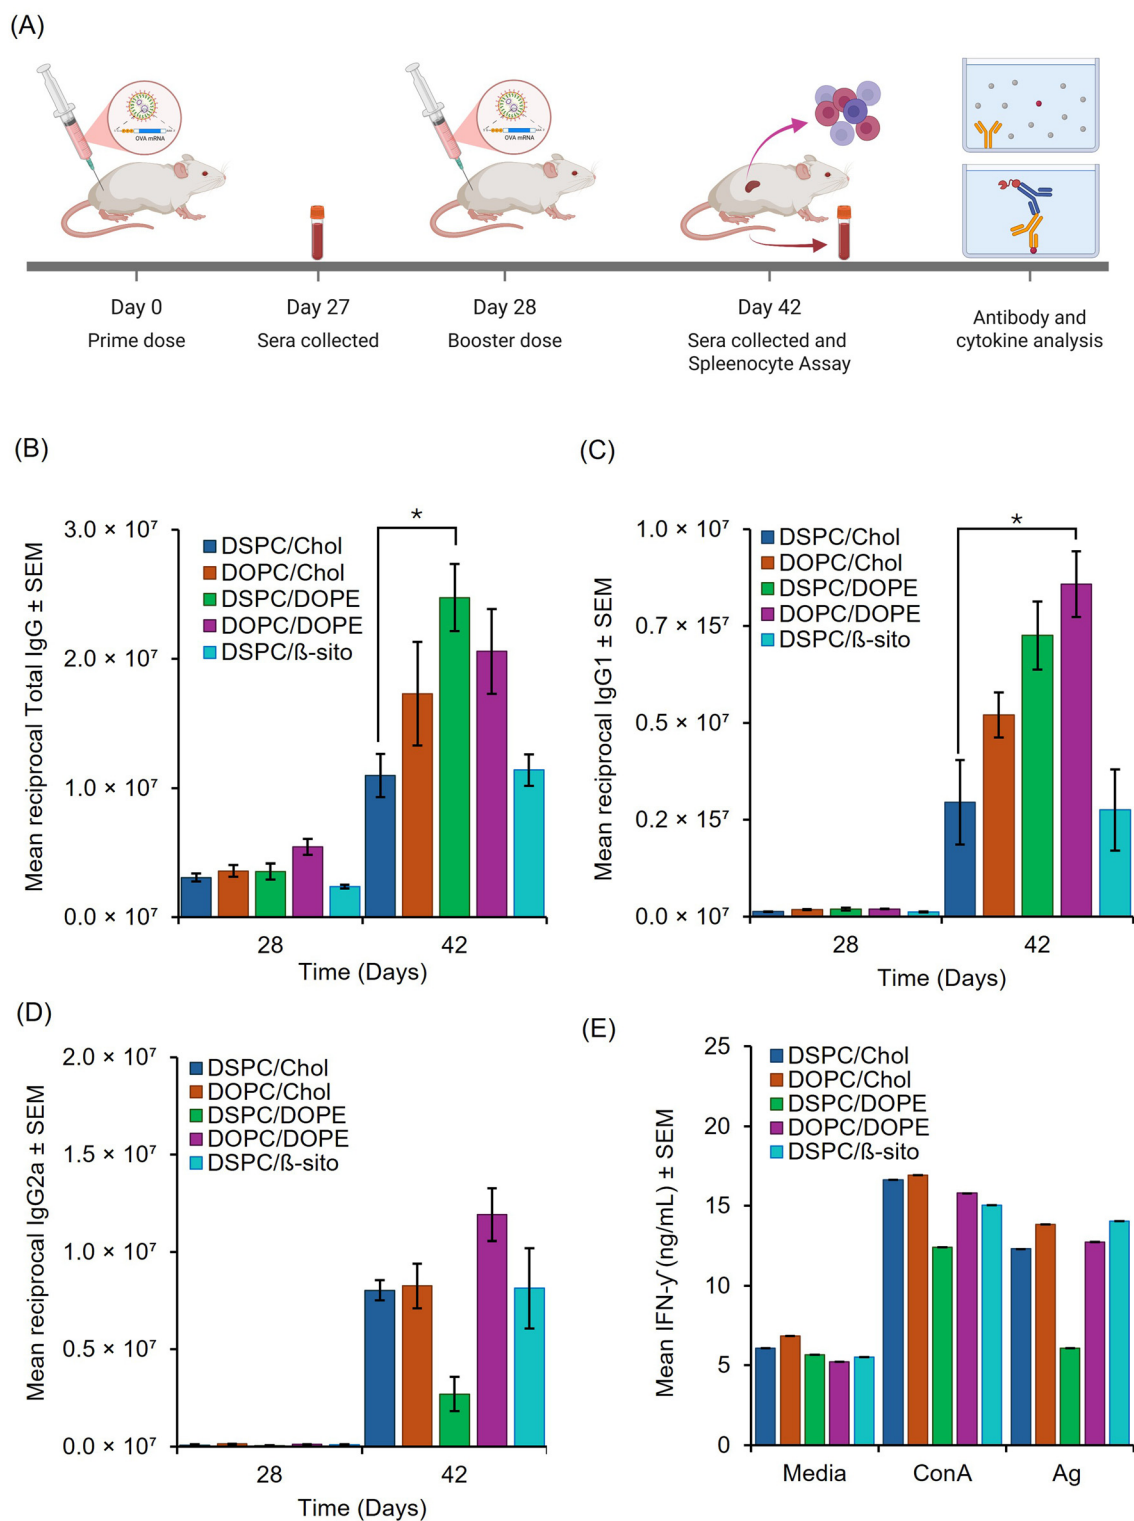 (A)
OVA mRNA
OVA mRNA
Day 0
Prime dose
Day 27
Sera collected
Day 28
Booster dose
Day 42
Sera collected and
Spleenocyte Assay
Antibody and
cytokine analysis
(B)
Mean reciprocal Total IgG ± SEM
3.0 × 10⁷
2.0 × 10⁷
1.0 × 10⁷
0.0 × 10⁷
DSPC/Chol
DOPC/Chol
DSPC/DOPE
DOPC/DOPE
DSPC/ß-sito
*
28
42
Time (Days)
(C)
Mean reciprocal IgG1 ± SEM
1.0 × 10⁷
0.7 × 15⁷
0.5 × 10⁷
0.2 × 15⁷
0.0 × 10⁷
DSPC/Chol
DOPC/Chol
DSPC/DOPE
DOPC/DOPE
DSPC/ß-sito
*
28
42
Time (Days)
(D)
Mean reciprocal IgG2a ± SEM
2.0 × 10⁷
1.5 × 10⁷
1.0 × 10⁷
0.5 × 10⁷
0.0 × 10⁷
DSPC/Chol
DOPC/Chol
DSPC/DOPE
DOPC/DOPE
DSPC/ß-sito
28
42
Time (Days)
(E)
Mean IFN-γ (ng/mL) ± SEM
25
20
15
10
5
0
DSPC/Chol
DOPC/Chol
DSPC/DOPE
DOPC/DOPE
DSPC/ß-sito
Media
ConA
Ag